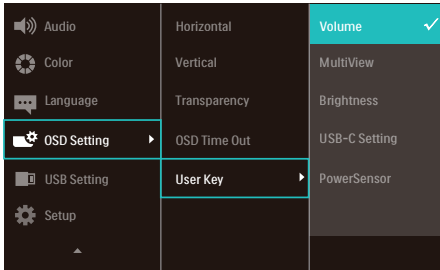 Audio
Color
Language
OSD Setting
USB Setting
Setup
Horizontal
Vertical
Transparency
OSD Time Out
User Key
Volume
MultiView
Brightness
USB-C Setting
PowerSensor